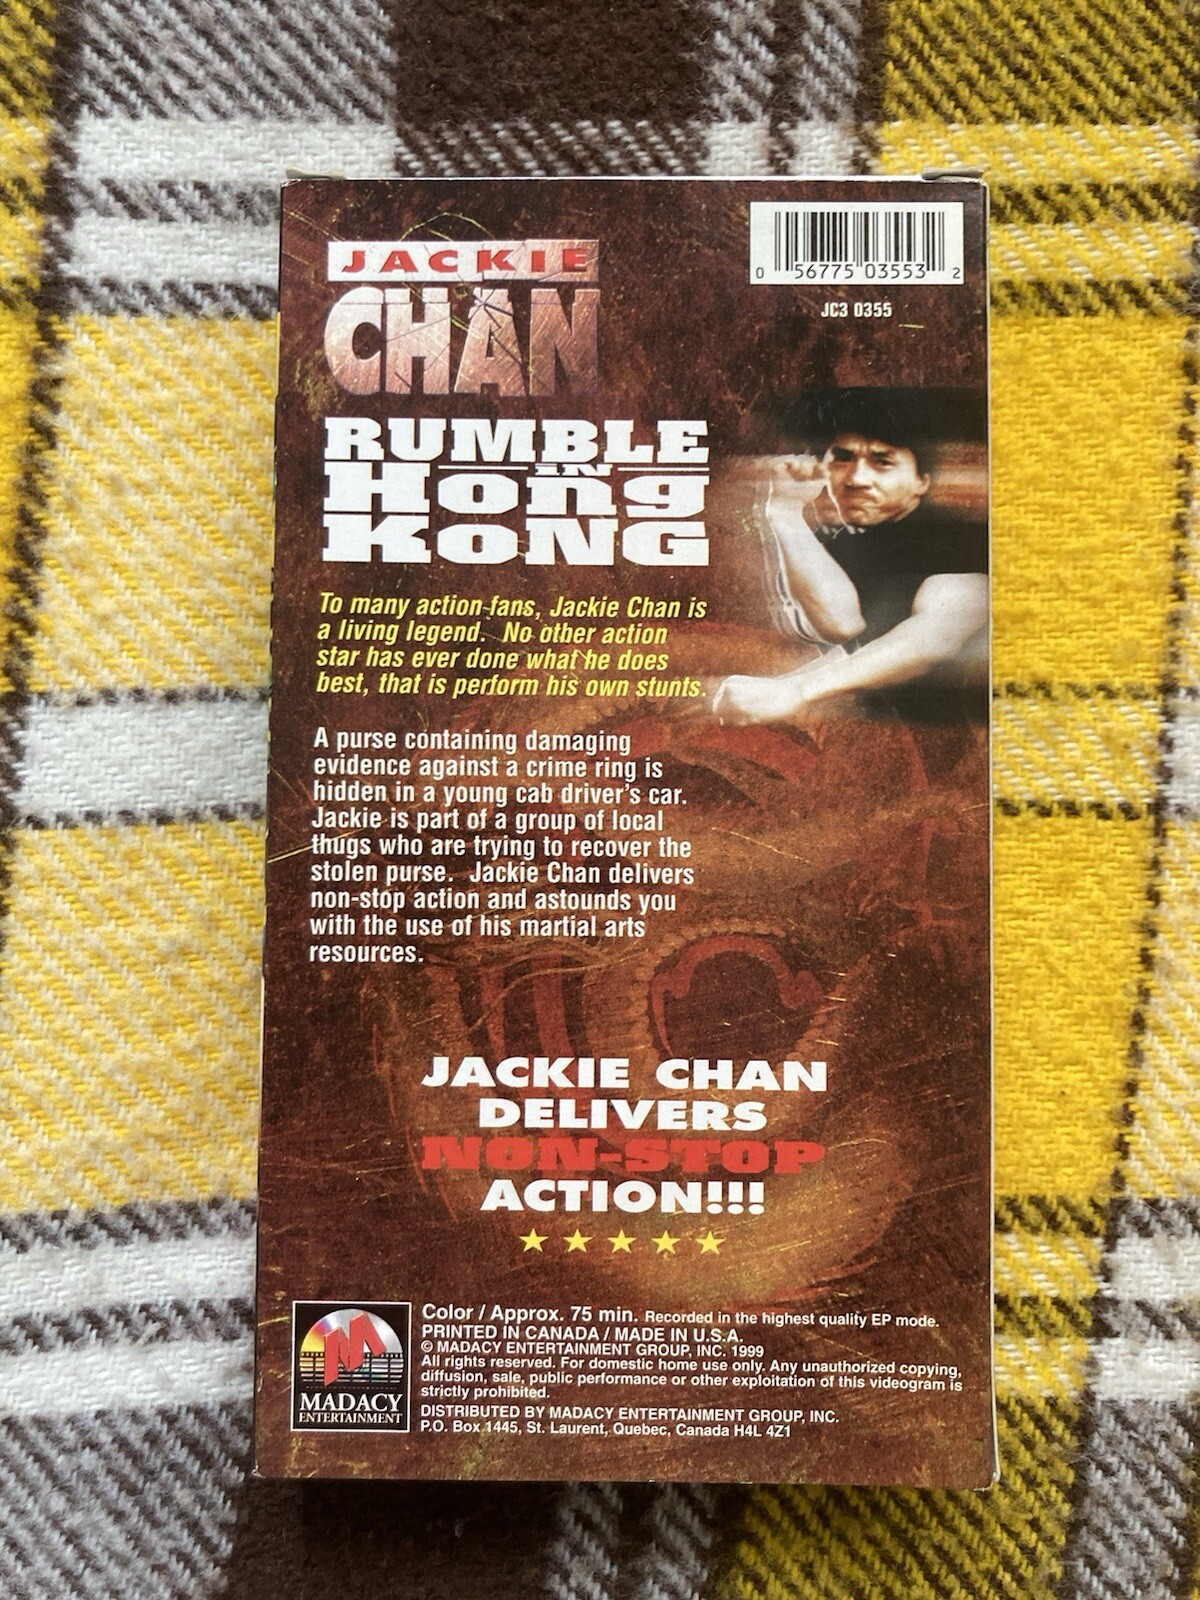 0 56775 03553 2
JC3 0355
JACKIE
CHAN
RUMBLE
IN
HONG
KONG
To many action fans, Jackie Chan is
a living legend. No other action
star has ever done what he does
best, that is perform his own stunts.
A purse containing damaging
evidence against a crime ring is
hidden in a young cab driver's car.
Jackie is part of a group of local
thugs who are trying to recover the
stolen purse. Jackie Chan delivers
non-stop action and astounds you
with the use of his martial arts
resources.
JACKIE CHAN
DELIVERS
NON-STOP
ACTION!!!
Color / Approx. 75 min. Recorded in the highest quality EP mode.
PRINTED IN CANADA / MADE IN U.S.A.
© MADACY ENTERTAINMENT GROUP, INC. 1999
All rights reserved. For domestic home use only. Any unauthorized copying,
diffusion, sale, public performance or other exploitation of this videogram is
strictly prohibited.
DISTRIBUTED BY MADACY ENTERTAINMENT GROUP, INC.
P.O. Box 1445, St. Laurent, Quebec, Canada H4L 4Z1
M
MADACY
ENTERTAINMENT